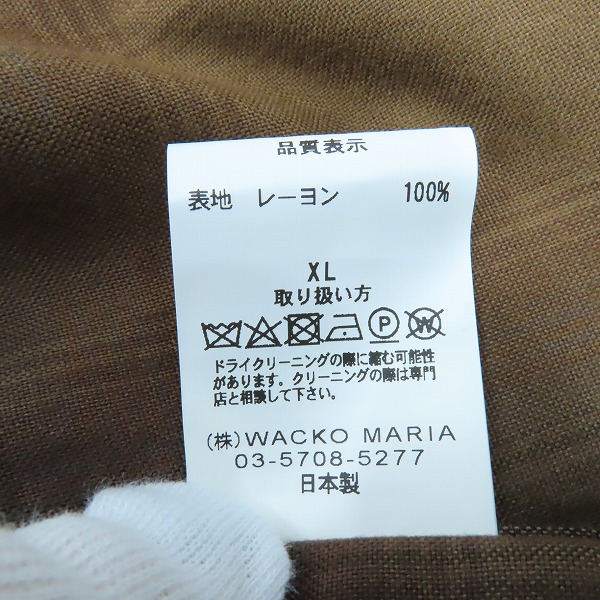 品質表示
表地　レーヨン　100%
XL
取り扱い方
P W
ドライクリーニングの際に縮む可能性
があります。クリーニングの際は専門
店と相談して下さい。
(株)WACKO MARIA
03-5708-5277
日本製